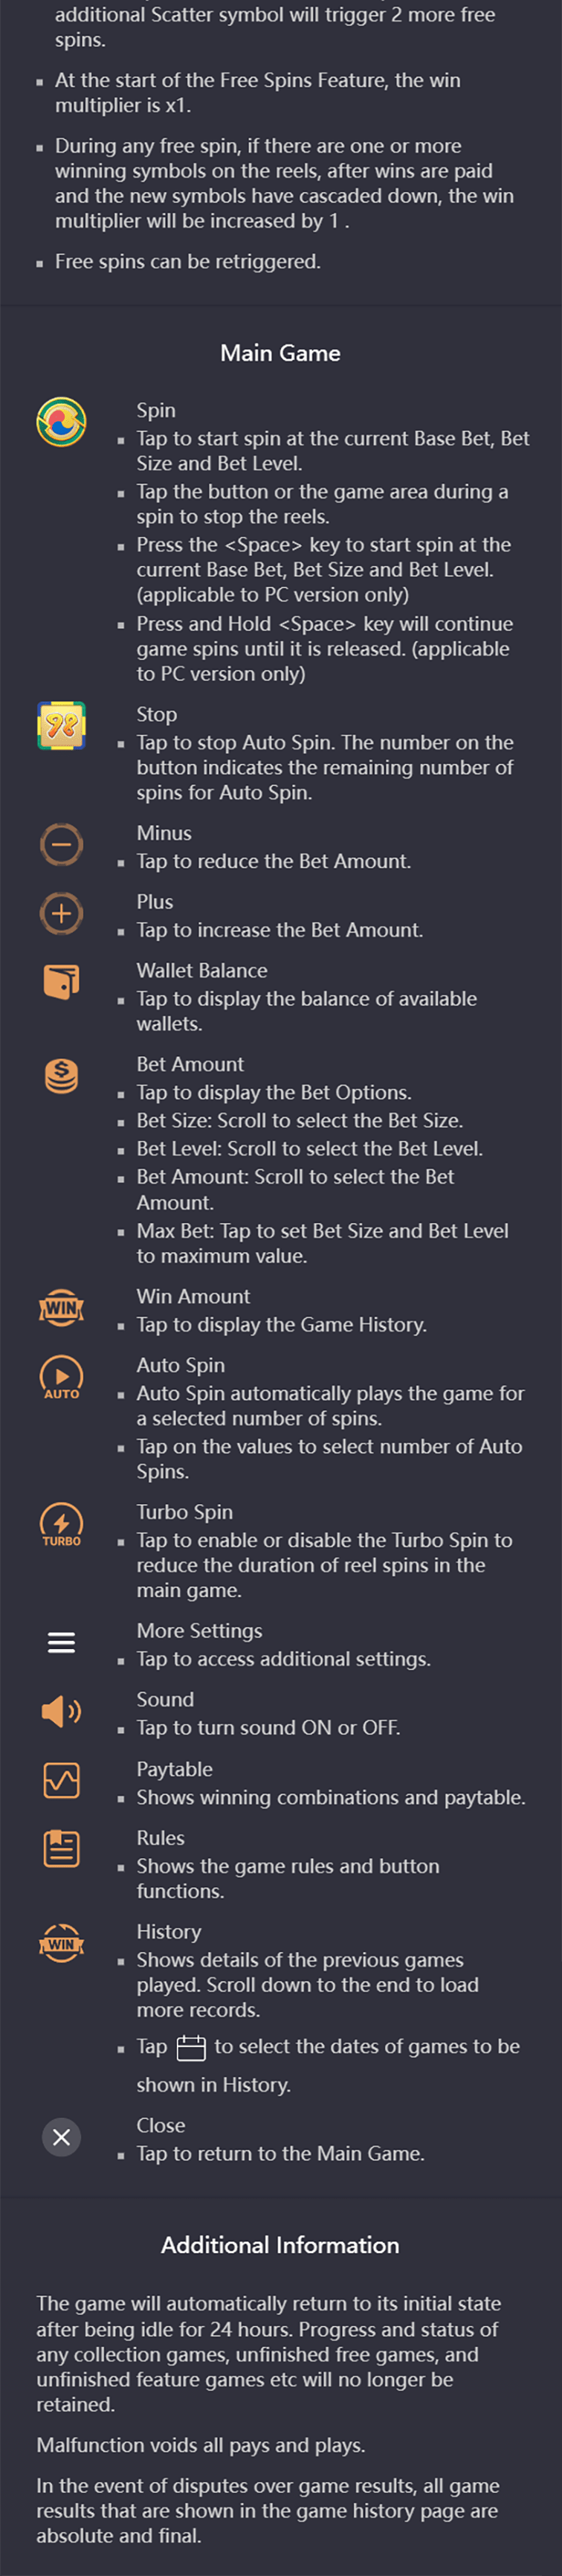 additional Scatter symbol will trigger 2 more free
spins.
At the start of the Free Spins Feature, the win
multiplier is x1.
During any free spin, if there are one or more
winning symbols on the reels, after wins are paid
and the new symbols have cascaded down, the win
multiplier will be increased by 1 .
Free spins can be retriggered.
Main Game
Spin
Tap to start spin at the current Base Bet, Bet
Size and Bet Level.
Tap the button or the game area during a
spin to stop the reels.
Press the <Space> key to start spin at the
current Base Bet, Bet Size and Bet Level.
(applicable to PC version only)
Press and Hold <Space> key will continue
game spins until it is released. (applicable
to PC version only)
98
Stop
Tap to stop Auto Spin. The number on the
button indicates the remaining number of
spins for Auto Spin.
Minus
Tap to reduce the Bet Amount.
Plus
Tap to increase the Bet Amount.
Wallet Balance
Tap to display the balance of available
wallets.
$
Bet Amount
Tap to display the Bet Options.
Bet Size: Scroll to select the Bet Size.
Bet Level: Scroll to select the Bet Level.
Bet Amount: Scroll to select the Bet
Amount.
Max Bet: Tap to set Bet Size and Bet Level
to maximum value.
WIN
Win Amount
Tap to display the Game History.
AUTO
Auto Spin
Auto Spin automatically plays the game for
a selected number of spins.
Tap on the values to select number of Auto
Spins.
TURBO
Turbo Spin
Tap to enable or disable the Turbo Spin to
reduce the duration of reel spins in the
main game.
More Settings
Tap to access additional settings.
Sound
Tap to turn sound ON or OFF.
Paytable
Shows winning combinations and paytable.
Rules
Shows the game rules and button
functions.
WIN
History
Shows details of the previous games
played. Scroll down to the end to load
more records.
Tap to select the dates of games to be
shown in History.
Close
Tap to return to the Main Game.
Additional Information
The game will automatically return to its initial state
after being idle for 24 hours. Progress and status of
any collection games, unfinished free games, and
unfinished feature games etc will no longer be
retained.
Malfunction voids all pays and plays.
In the event of disputes over game results, all game
results that are shown in the game history page are
absolute and final.